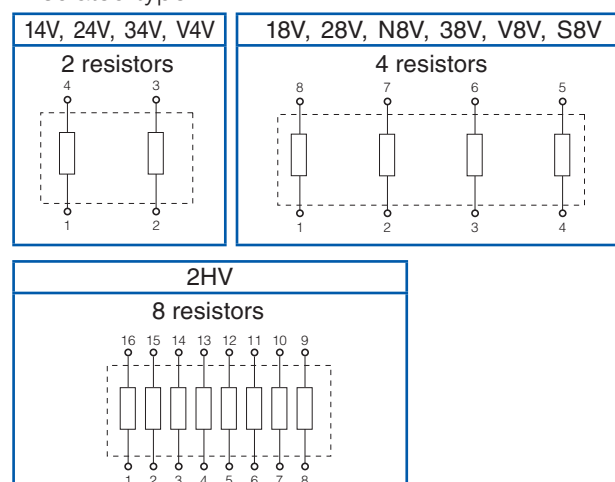 14V, 24V, 34V, V4V
2 resistors
4 3
1 2
18V, 28V, N8V, 38V, V8V, S8V
4 resistors
8 7 6 5
1 2 3 4
2HV
8 resistors
16 15 14 13 12 11 10 9
1 2 3 4 5 6 7 8